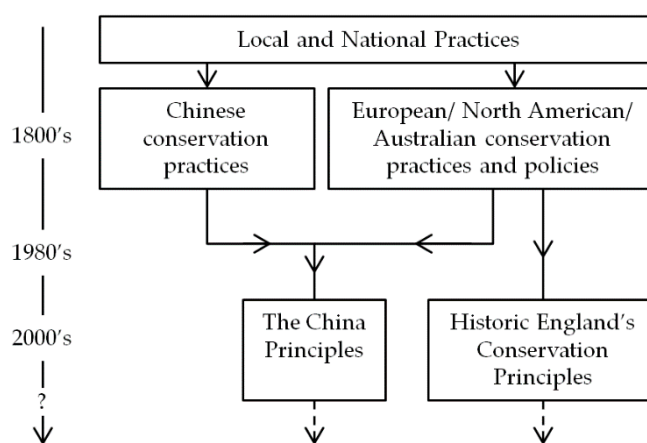 Local and National Practices
Chinese
conservation
practices
European/ North American/
Australian conservation
practices and policies
1800's
1980's
The China
Principles
Historic England's
Conservation
Principles
2000's
?